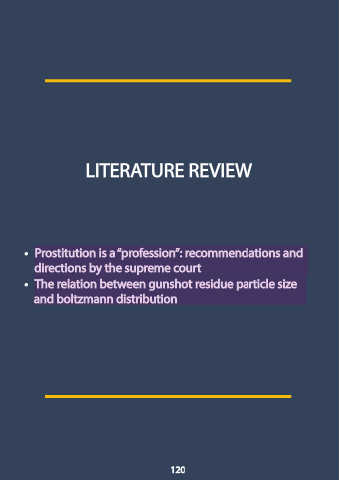 LITERATURE REVIEW
• Prostitution is a “profession”: recommendations and
directions by the supreme court
• The relation between gunshot residue particle size
and boltzmann distribution
120